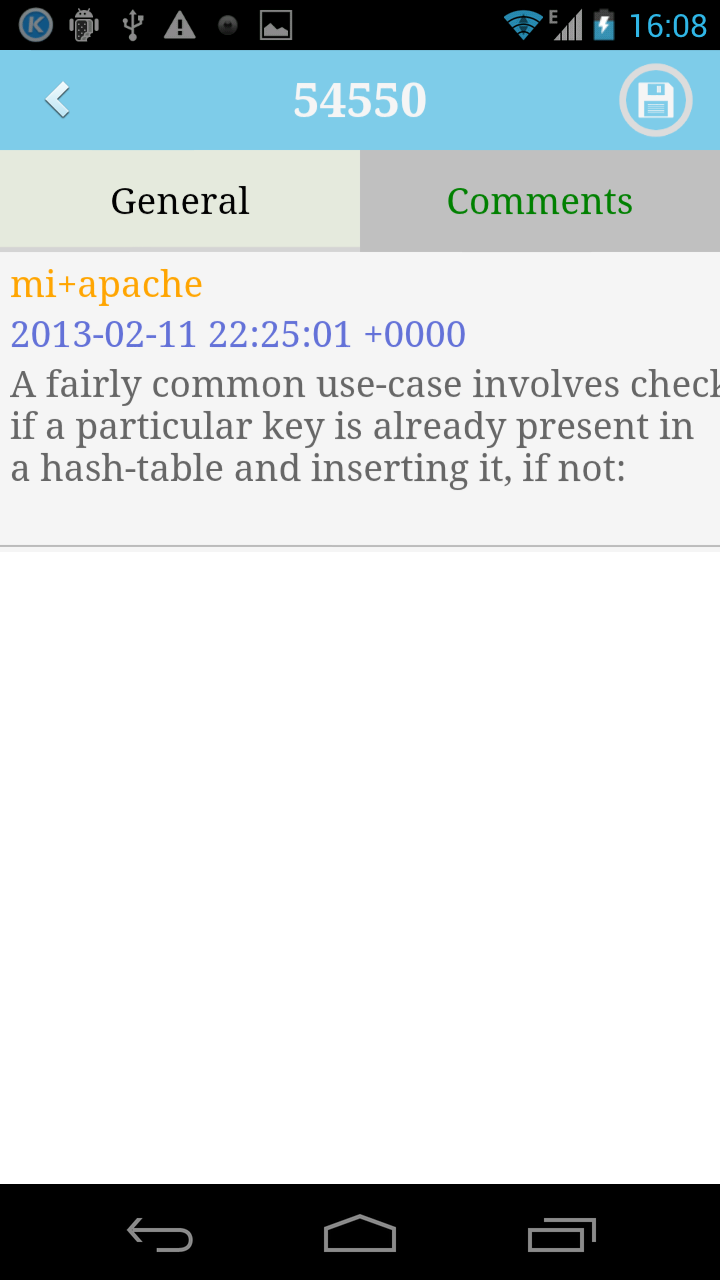 E 16:08
54550
General Comments
mi+apache
2013-02-11 22:25:01 +0000
A fairly common use-case involves check
if a particular key is already present in
a hash-table and inserting it, if not: